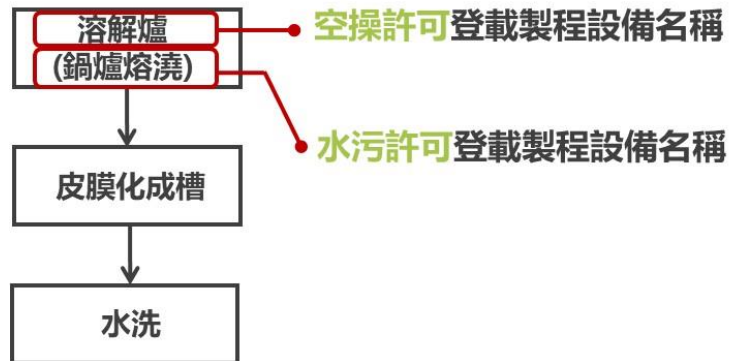 溶解爐
(鍋爐熔澆)
空操許可登載製程設備名稱
水污許可登載製程設備名稱
皮膜化成槽
水洗